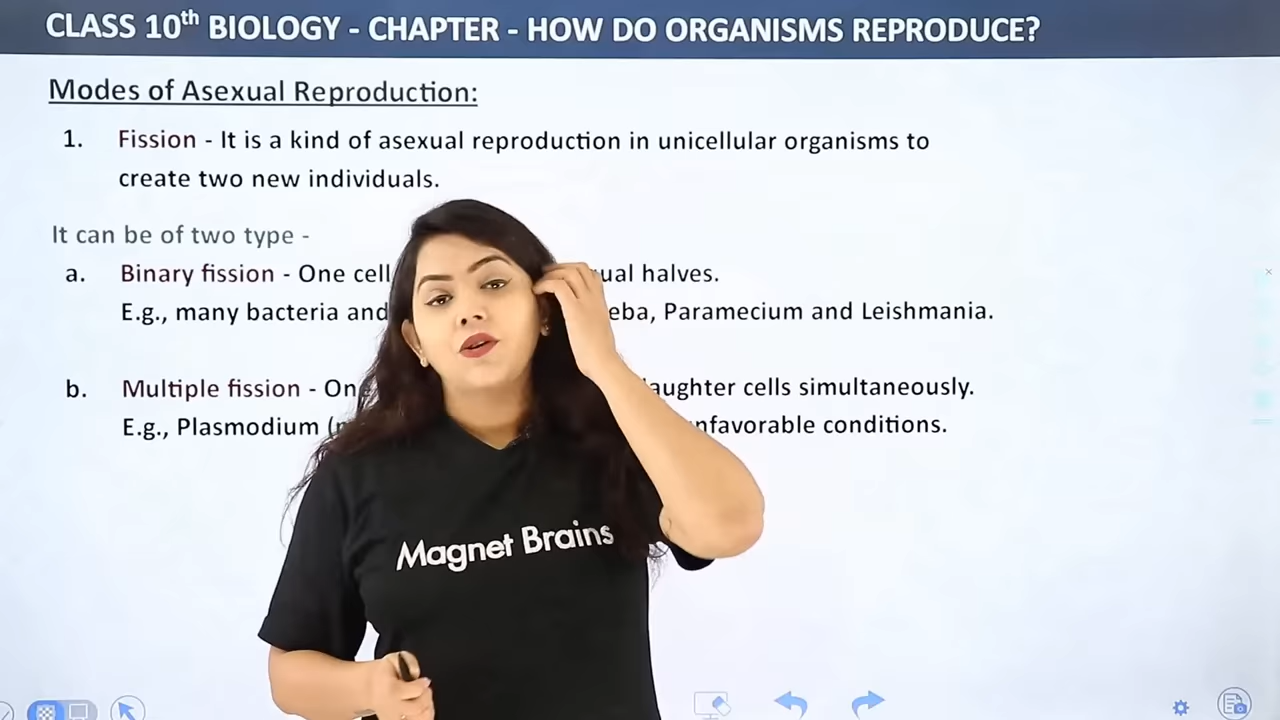 CLASS 10th BIOLOGY - CHAPTER - HOW DO ORGANISMS REPRODUCE?
Modes of Asexual Reproduction:
1. Fission - It is a kind of asexual reproduction in unicellular organisms to
create two new individuals.
It can be of two type -
a. Binary fission - One cell ual halves.
E.g., many bacteria and eba, Paramecium and Leishmania.
b. Multiple fission - On aughter cells simultaneously.
E.g., Plasmodium ( nfavorable conditions.
Magnet Brains